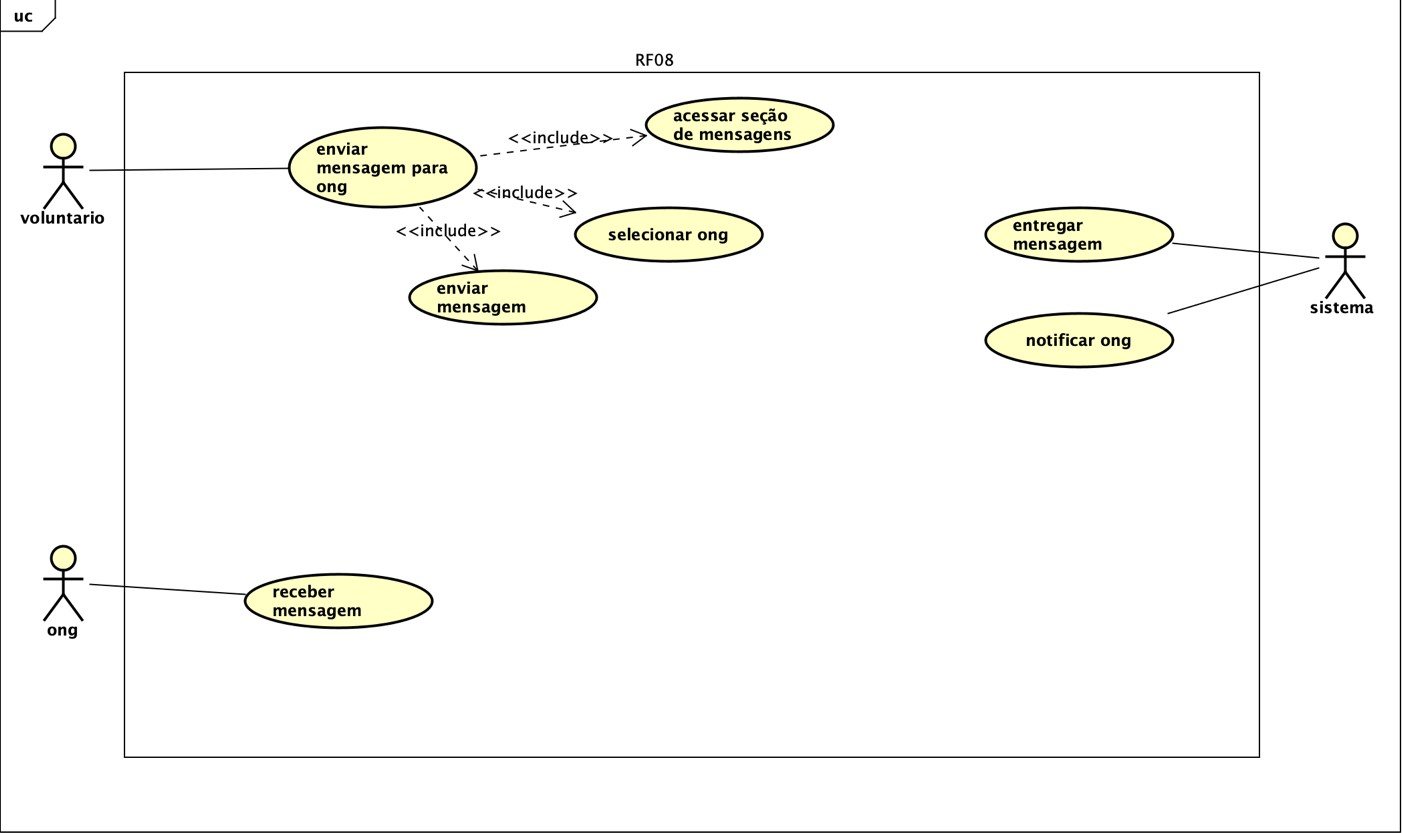 uc
RF08
voluntario
enviar
mensagem para
ong
<<include>>
acessar seção
de mensagens
<<include>>
selecionar ong
<<include>>
enviar
mensagem
entregar
mensagem
sistema
notificar ong
ong
receber
mensagem